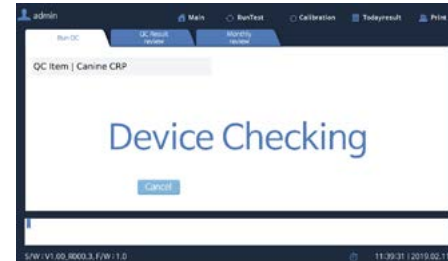 admin
Main
RunTest
Calibration
Todayresult
Print
Run QC
QC Result
review
Monthly
review
QC Item | Canine CRP
Device Checking
Cancel
S/W : V1.00_R000.3, F/W : 1.0
11:39:31 | 2019.02.1